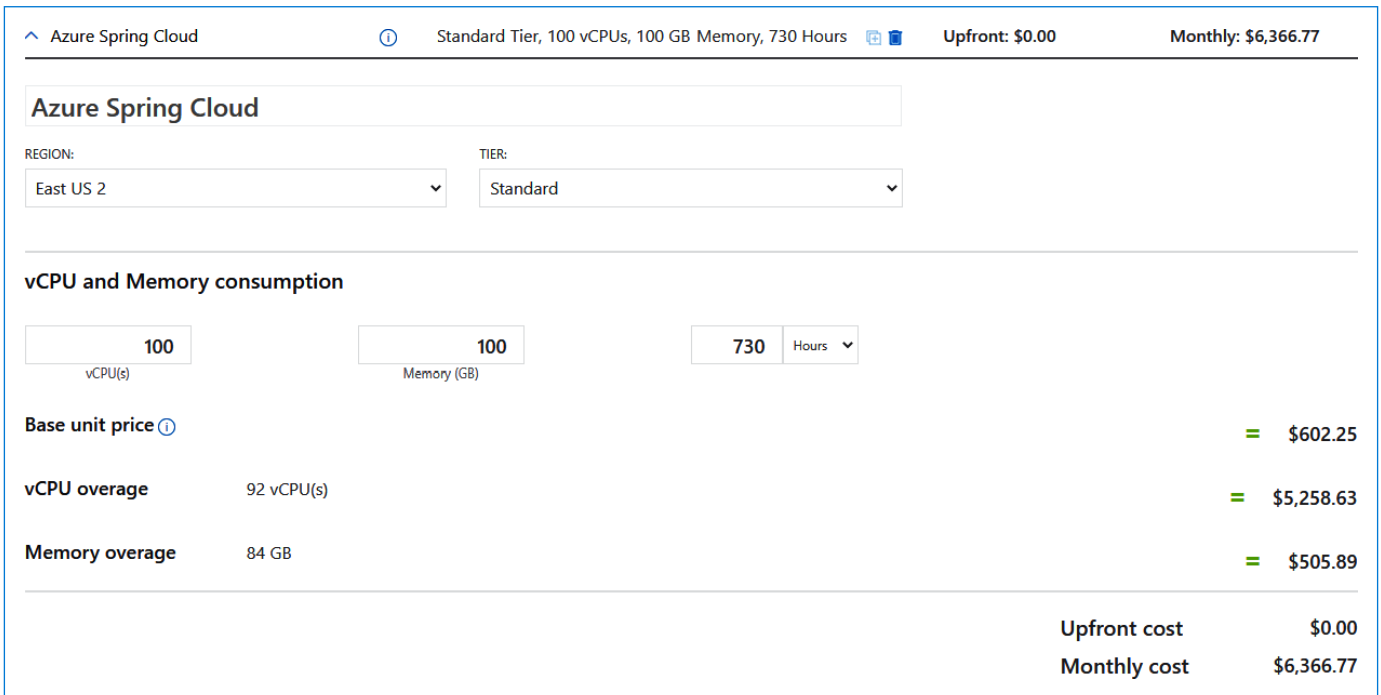 Azure Spring Cloud Standard Tier, 100 vCPUs, 100 GB Memory, 730 Hours Upfront: $0.00 Monthly: $6,366.77
Azure Spring Cloud
REGION: TIER:
East US 2 Standard
vCPU and Memory consumption
100 100 730 Hours
vCPU(s) Memory (GB)
Base unit price = $602.25
vCPU overage 92 vCPU(s) = $5,258.63
Memory overage 84 GB = $505.89
Upfront cost $0.00
Monthly cost $6,366.77